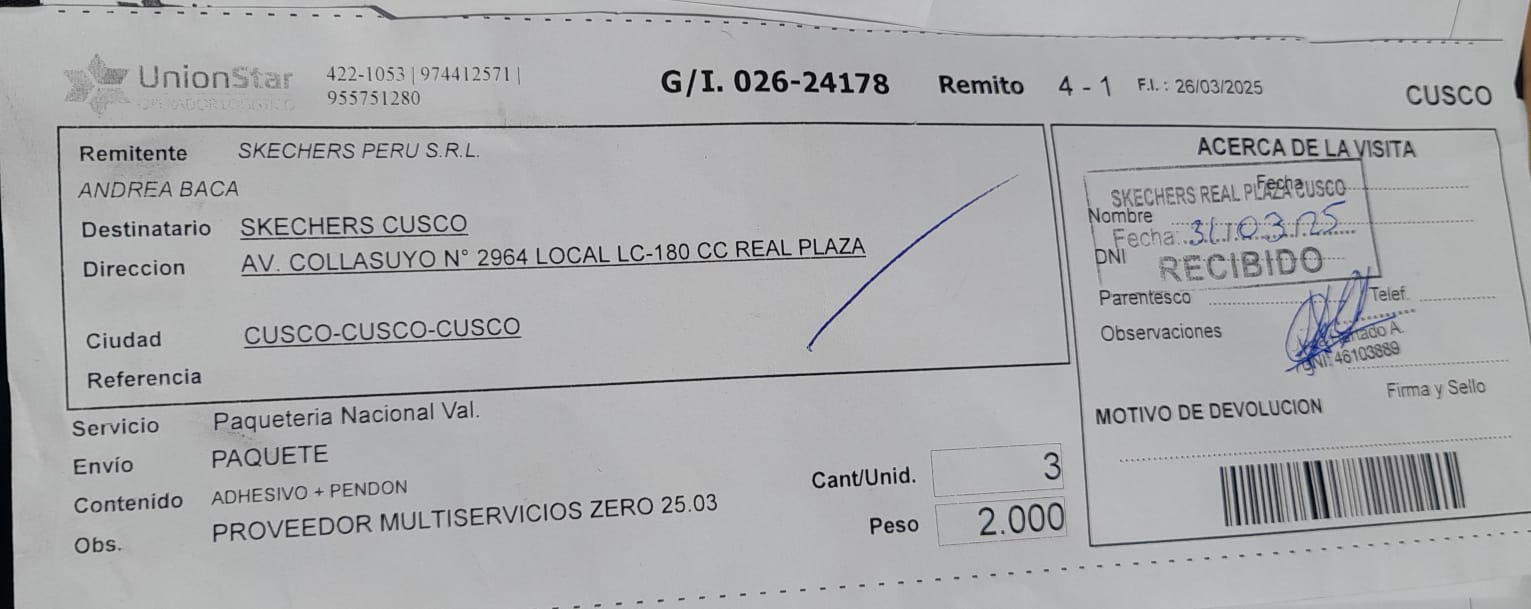 UnionStar
OPERADOR LOGISTICO
422-1053 | 974412571 |
955751280
G/I. 026-24178 Remito 4 - 1 F.I. : 26/03/2025
CUSCO
Remitente SKECHERS PERU S.R.L.
ANDREA BACA
Destinatario SKECHERS CUSCO
Direccion AV. COLLASUYO N° 2964 LOCAL LC-180 CC REAL PLAZA
Ciudad CUSCO-CUSCO-CUSCO
Referencia
Servicio Paqueteria Nacional Val.
Envío PAQUETE
Contenido ADHESIVO + PENDON
Obs. PROVEEDOR MULTISERVICIOS ZERO 25.03
Cant/Unid. 3
Peso 2.000
ACERCA DE LA VISITA
Fecha
SKECHERS REAL PLAZA CUSCO
Nombre
Fecha: 31/03/25
DNI
RECIBIDO
Parentesco Telef.
Observaciones
A.
DNI: 46103889
Firma y Sello
MOTIVO DE DEVOLUCION